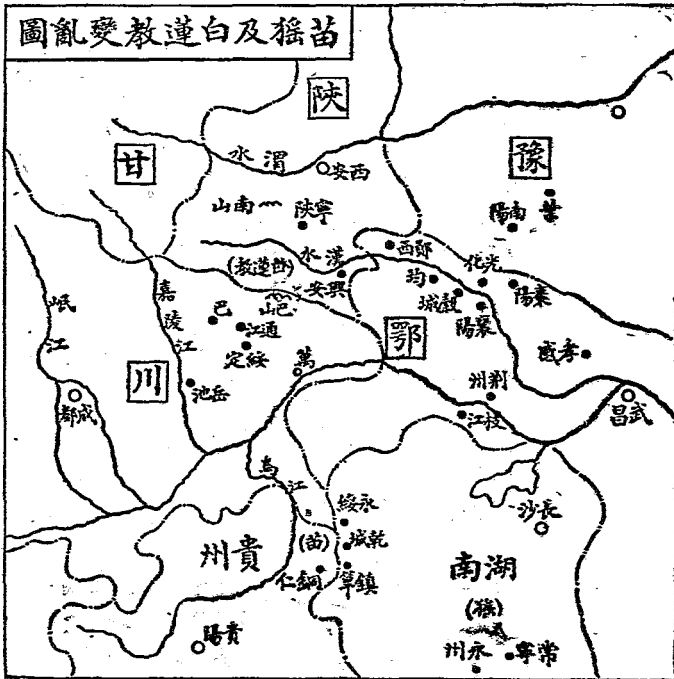 苗猺及白蓮教變亂圖
陝
甘
豫
渭水
西安
南山
寧陝
葉
南陽
漢水
鄖西
(白蓮教)
興安
均
穀城
光化
襄陽
棗陽
岷江
嘉陵江
巴
巴山
通江
綏定
萬
鄂
孝感
川
岳池
成都
荊州
枝江
武昌
烏江
永綏
乾城
(苗)
鎮筸
銅仁
長沙
貴州
湖南
(猺)
貴陽
永州
常寧